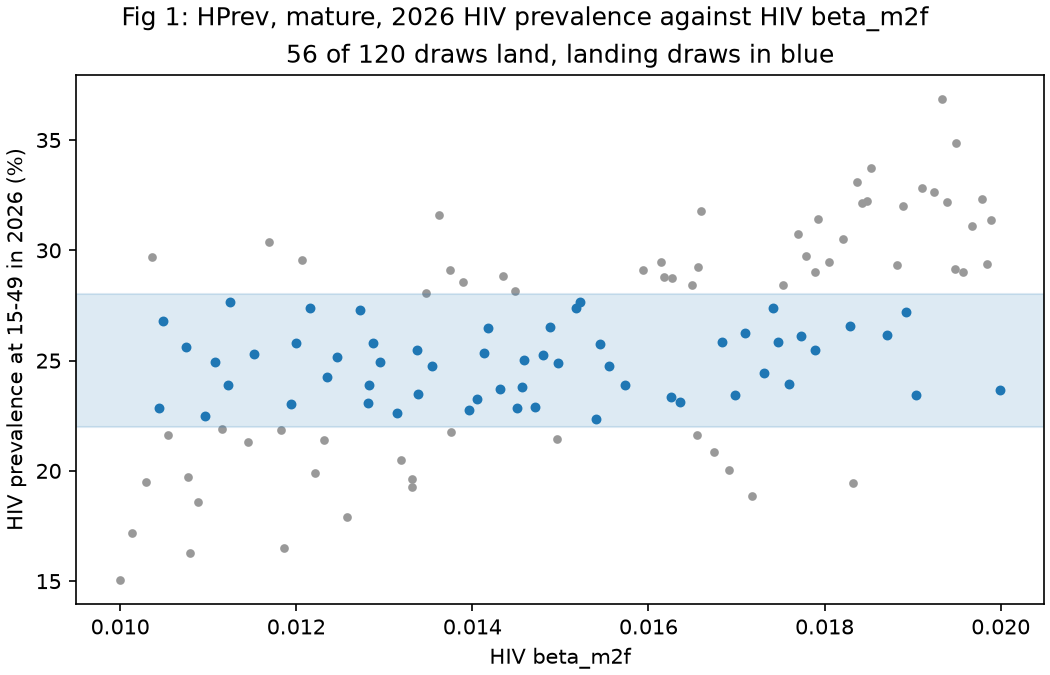 Fig 1: HPrev, mature, 2026 HIV prevalence against HIV beta_m2f
56 of 120 draws land, landing draws in blue
HIV prevalence at 15-49 in 2026 (%)
35
30
25
20
15
0.010 0.012 0.014 0.016 0.018 0.020
HIV beta_m2f